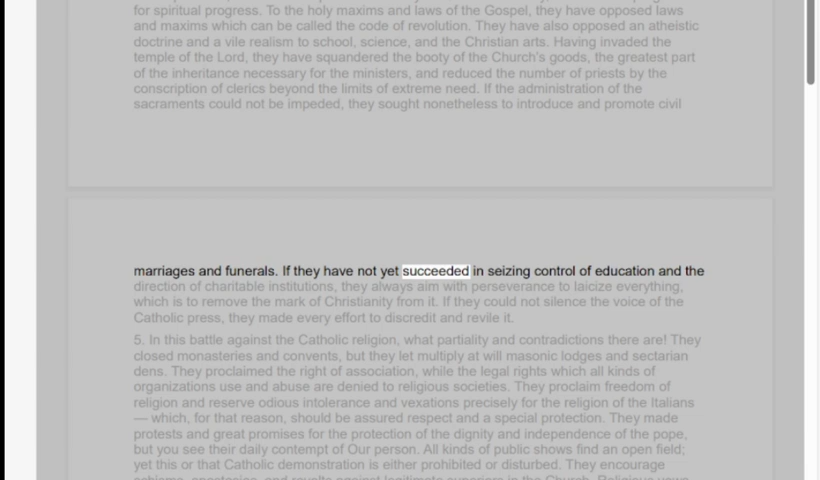 for spiritual progress. To the holy maxims and laws of the Gospel, they have opposed laws
and maxims which can be called the code of revolution. They have also opposed an atheistic
doctrine and a vile realism to school, science, and the Christian arts. Having invaded the
temple of the Lord, they have squandered the booty of the Church's goods, the greatest part
of the inheritance necessary for the ministers, and reduced the number of priests by the
conscription of clerics beyond the limits of extreme need. If the administration of the
sacraments could not be impeded, they sought nonetheless to introduce and promote civil
marriages and funerals. If they have not yet succeeded in seizing control of education and the
direction of charitable institutions, they always aim with perseverance to laicize everything,
which is to remove the mark of Christianity from it. If they could not silence the voice of the
Catholic press, they made every effort to discredit and revile it.
5. In this battle against the Catholic religion, what partiality and contradictions there are! They
closed monasteries and convents, but they let multiply at will masonic lodges and sectarian
dens. They proclaimed the right of association, while the legal rights which all kinds of
organizations use and abuse are denied to religious societies. They proclaim freedom of
religion and reserve odious intolerance and vexations precisely for the religion of the Italians
— which, for that reason, should be assured respect and a special protection. They made
protests and great promises for the protection of the dignity and independence of the pope,
but you see their daily contempt of Our person. All kinds of public shows find an open field;
yet this or that Catholic demonstration is either prohibited or disturbed. They encourage